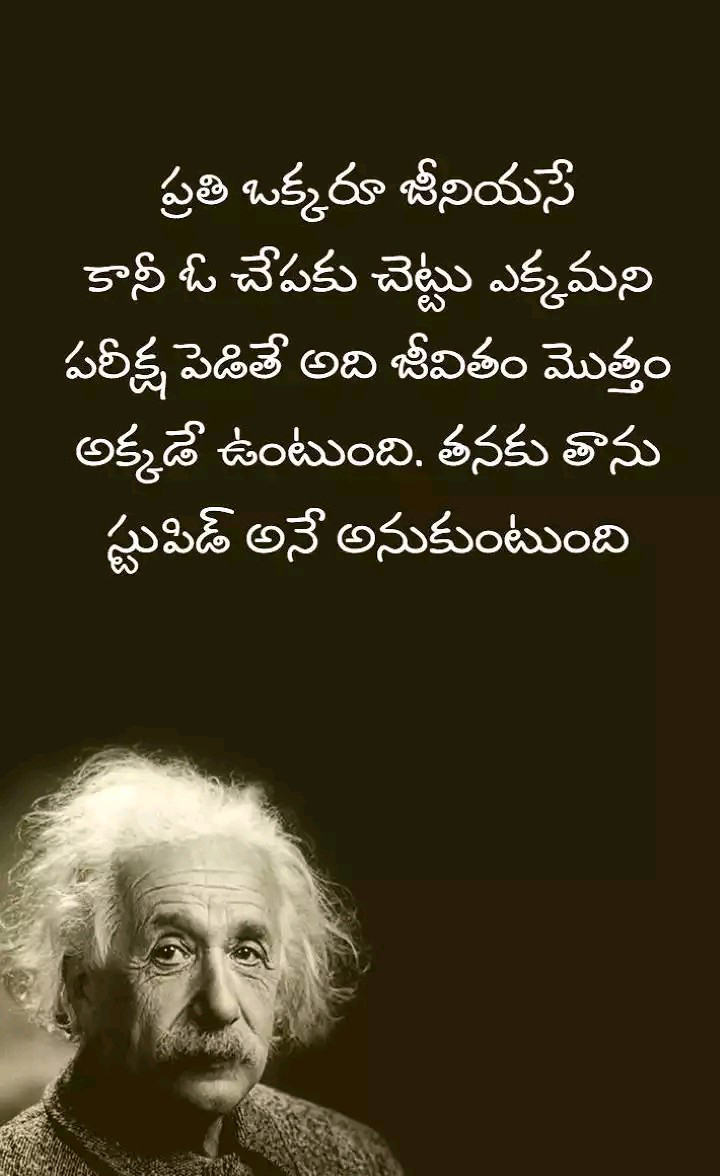 ప్రతి ఒక్కరూ జీనియసే
కానీ ఓ చేపకు చెట్టు ఎక్కమని
పరీక్ష పెడితే అది జీవితం మొత్తం
అక్కడే ఉంటుంది. తనకు తాను
స్టుపిడ్ అనే అనుకుంటుంది